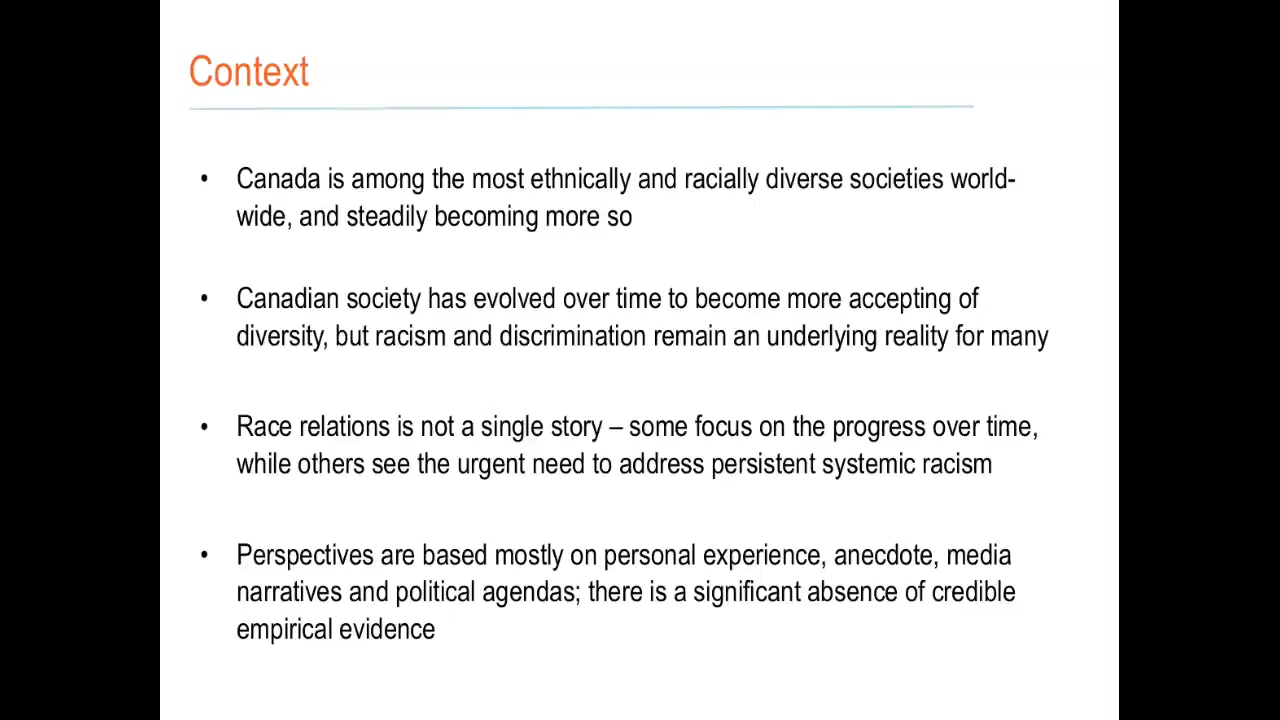 Context
• Canada is among the most ethnically and racially diverse societies world-
wide, and steadily becoming more so
• Canadian society has evolved over time to become more accepting of
diversity, but racism and discrimination remain an underlying reality for many
• Race relations is not a single story – some focus on the progress over time,
while others see the urgent need to address persistent systemic racism
• Perspectives are based mostly on personal experience, anecdote, media
narratives and political agendas; there is a significant absence of credible
empirical evidence